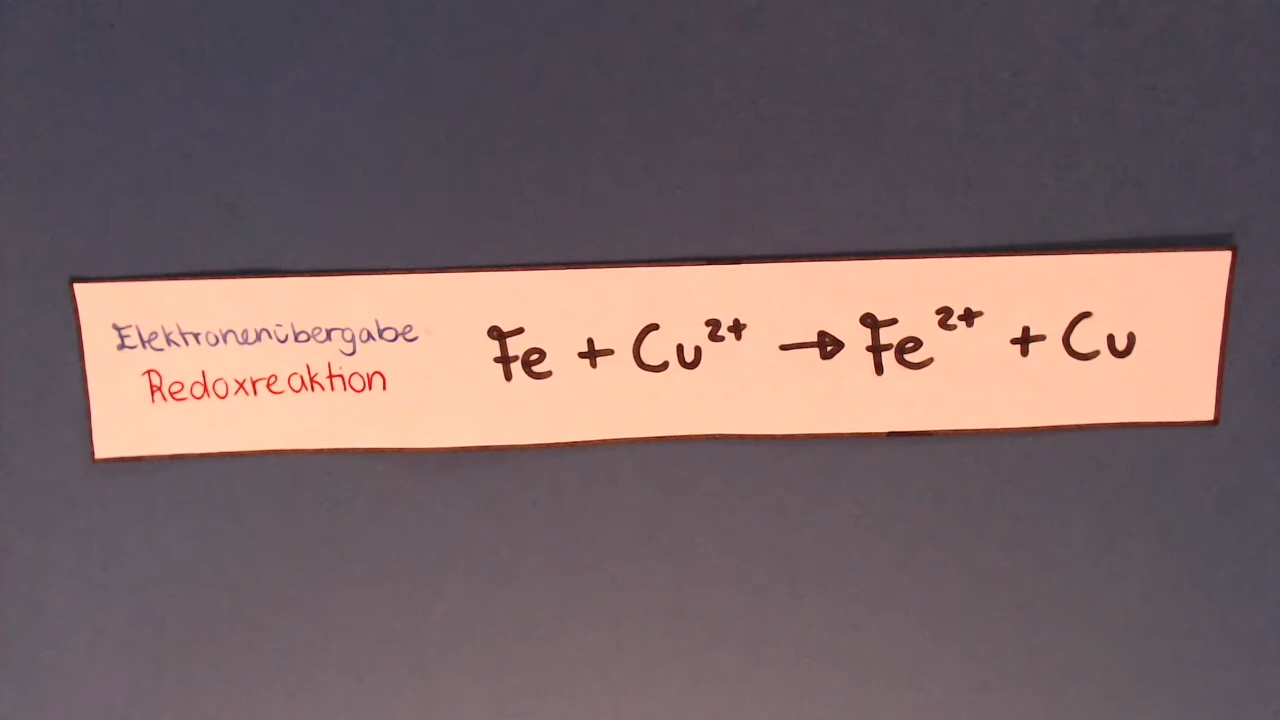 Elektronenübergabe
Redoxreaktion
Fe + Cu²⁺ → Fe²⁺ + Cu